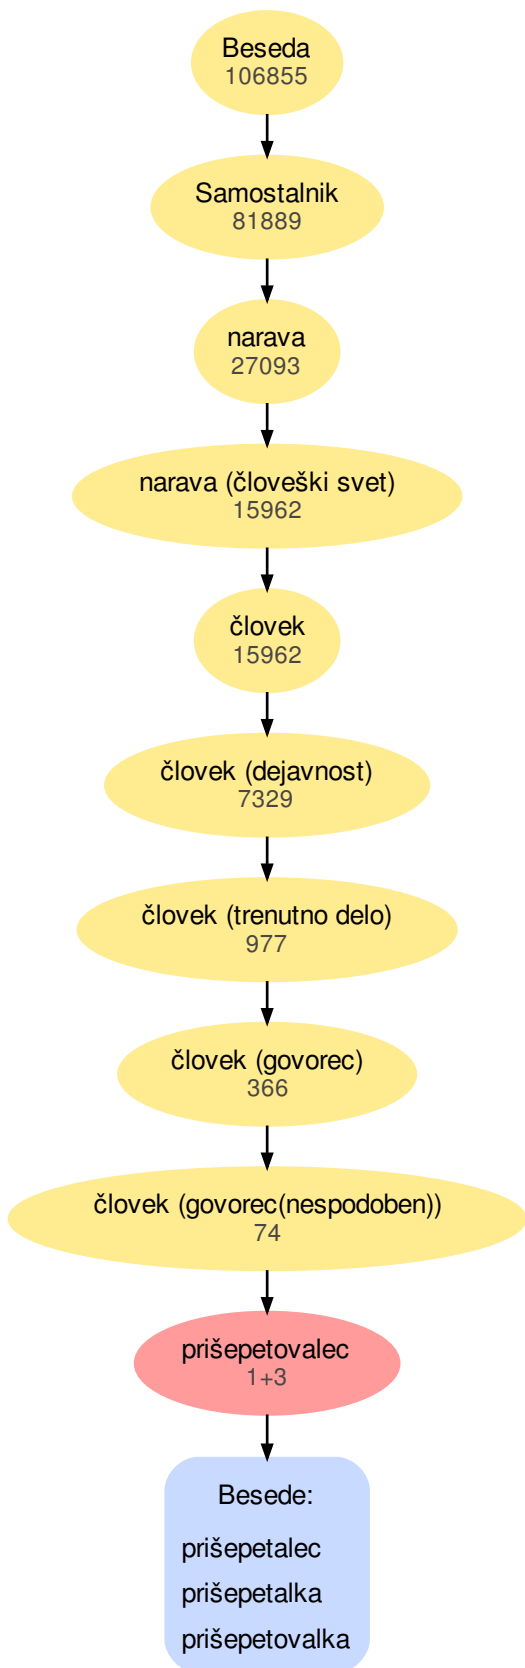 Beseda
106855
Samostalnik
81889
narava
27093
narava (človeški svet)
15962
človek
15962
človek (dejavnost)
7329
človek (trenutno delo)
977
človek (govorec)
366
človek (govorec(nespodoben))
74
prišepetovalec
1+3
Besede:
prišepetalec
prišepetalka
prišepetovalka